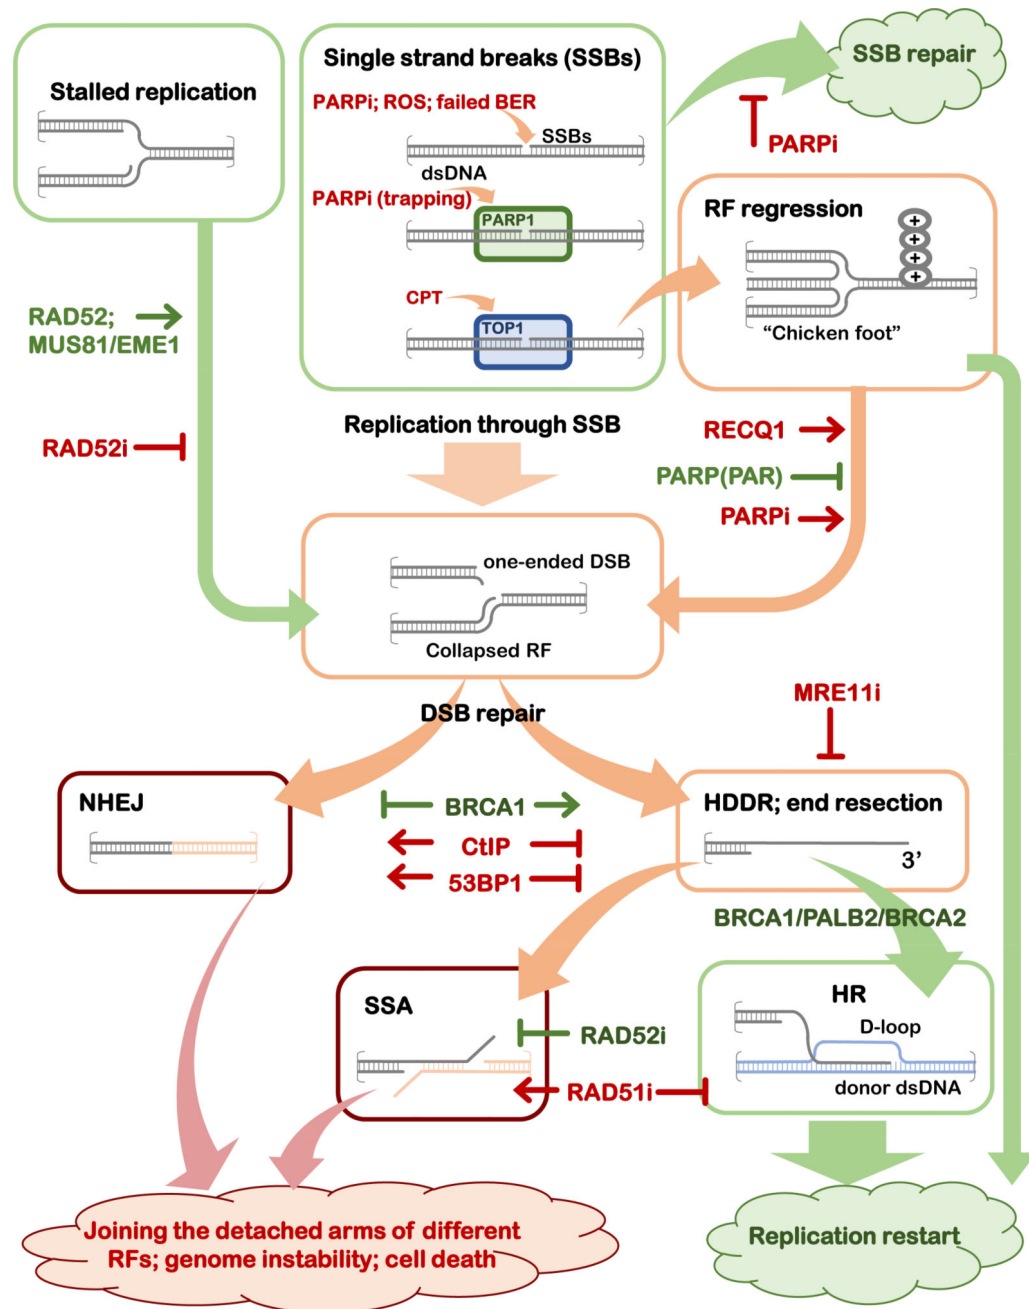 Stalled replication
Single strand breaks (SSBs)
PARPi; ROS; failed BER
SSBs
dsDNA
PARPi (trapping)
PARP1
CPT
TOP1
SSB repair
PARPi
RF regression
+
+
+
+
“Chicken foot”
RAD52;
MUS81/EME1
RAD52i
Replication through SSB
RECQ1
PARP(PAR)
PARPi
one-ended DSB
Collapsed RF
DSB repair
MRE11i
NHEJ
BRCA1
CtIP
53BP1
HDDR; end resection
3’
BRCA1/PALB2/BRCA2
SSA
RAD52i
RAD51i
HR
D-loop
donor dsDNA
Joining the detached arms of different
RFs; genome instability; cell death
Replication restart